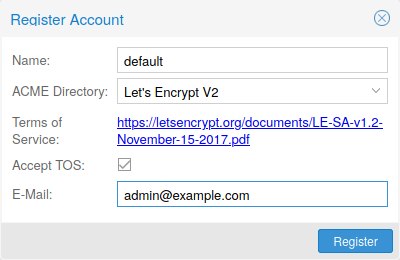 Register Account
Name: default
ACME Directory: Let's Encrypt V2
Terms of Service: https://letsencrypt.org/documents/LE-SA-v1.2-
November-15-2017.pdf
Accept TOS:
E-Mail: admin@example.com
Register